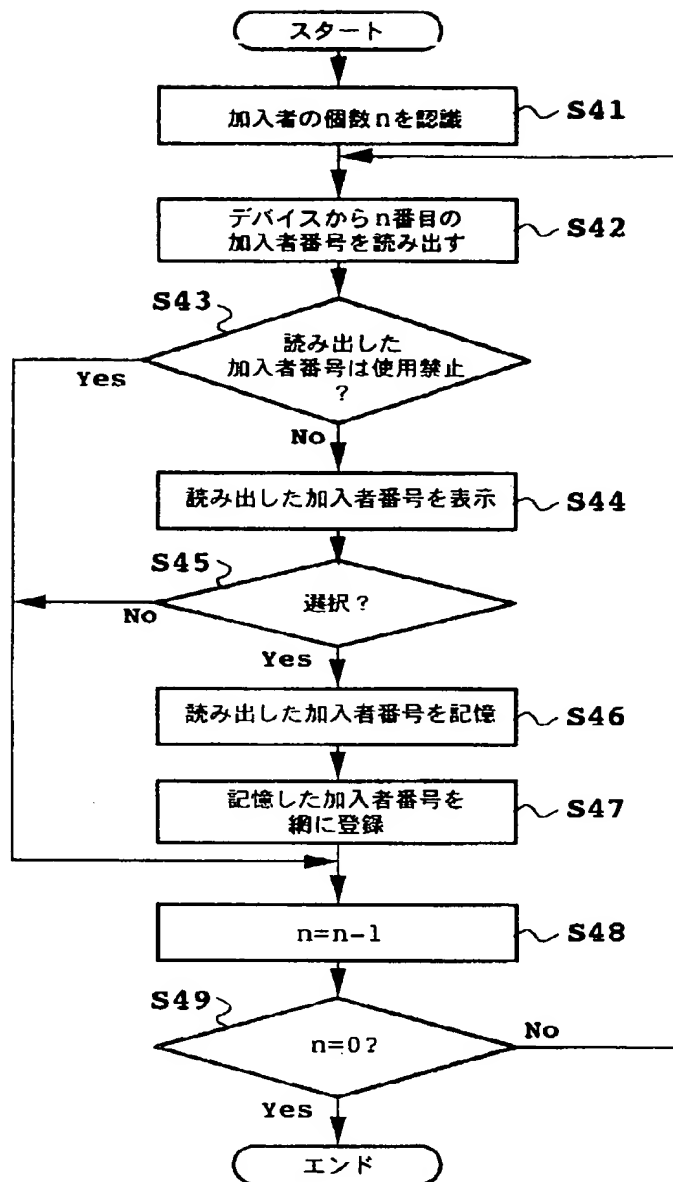 スタート
加入者の個数nを認識
S41
デバイスからn番目の
加入者番号を読み出す
S42
S43
読み出した
加入者番号は使用禁止
?
Yes
No
読み出した加入者番号を表示
S44
S45
選択?
No
Yes
読み出した加入者番号を記憶
S46
記憶した加入者番号を
網に登録
S47
n=n-1
S48
S49
n=0?
No
Yes
エンド